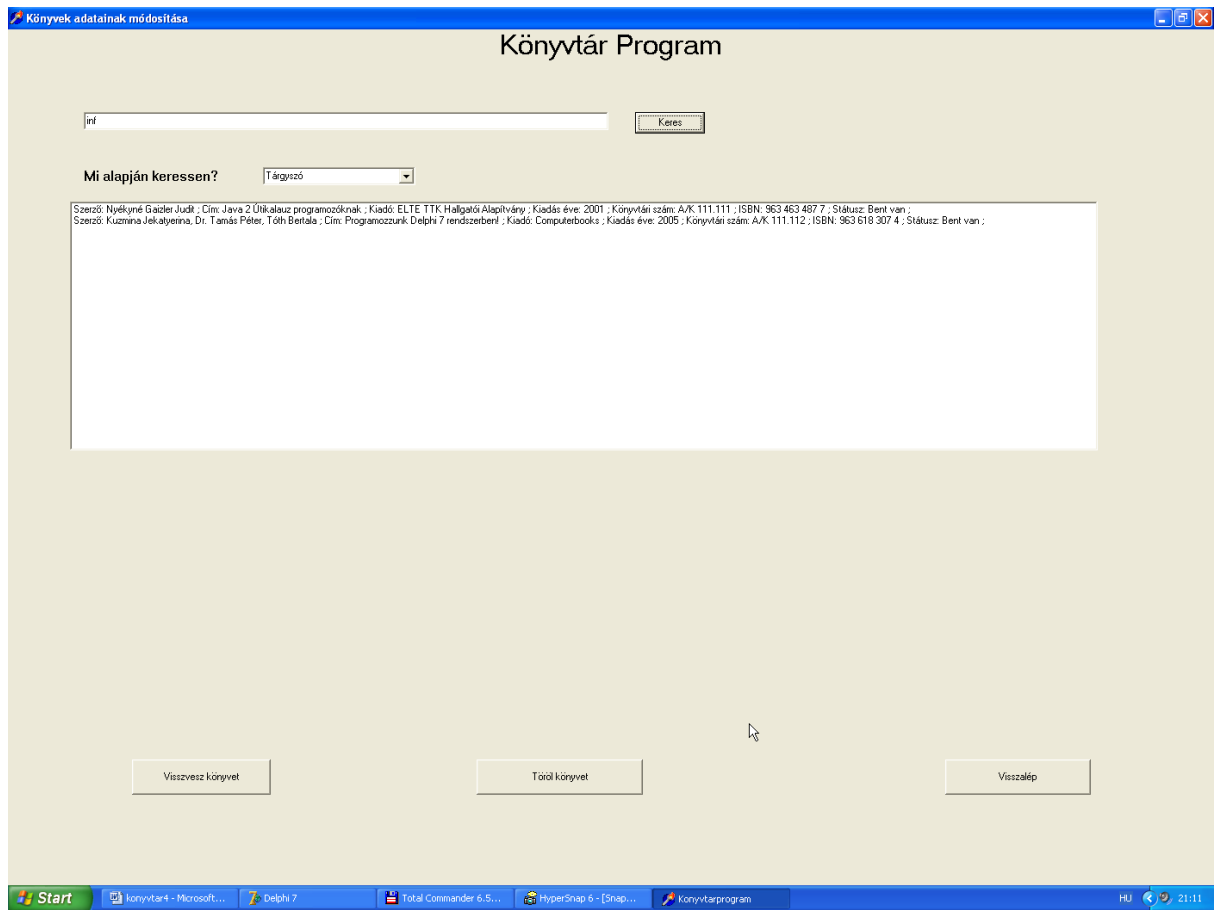 Könyvek adatainak módosítása
Könyvtár Program
inf
Keres
Mi alapján keressen?
Tárgyszó
Szerző: Nyékyné Gaizler Judit ; Cím: Java 2 Útikalauz programozóknak ; Kiadó: ELTE TTK Hallgatói Alapítvány ; Kiadás éve: 2001 ; Könyvtári szám: A/K 111.111 ; ISBN: 963 463 487 7 ; Státusz: Bent van ;
Szerző: Kuzmina Jekatyerina, Dr. Tamás Péter, Tóth Bertala ; Cím: Programozzunk Delphi 7 rendszerben! ; Kiadó: Computerbooks ; Kiadás éve: 2005 ; Könyvtári szám: A/K 111.112 ; ISBN: 963 618 307 4 ; Státusz: Bent van ;
Visszvesz könyvet
Töröl könyvet
Visszalép
Start
konyvtar4 - Microsoft...
Delphi 7
Total Commander 6.5...
HyperSnap 6 - [Snap...
Konyvtarprogram
HU
21:11